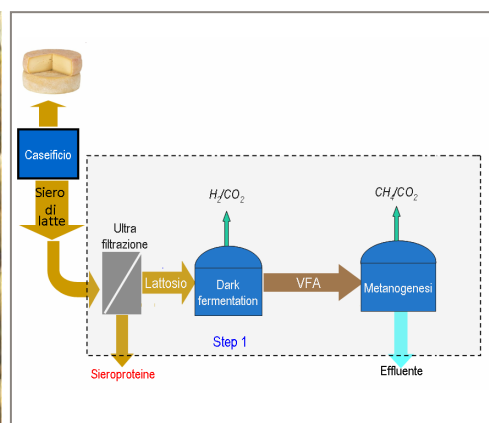 Caseificio
Siero
di
latte
Ultra
filtrazione
H2/CO2
CH4/CO2
Lattosio
Dark
fermentation
VFA
Metanogenesi
Step 1
Sieroproteine
Effluente